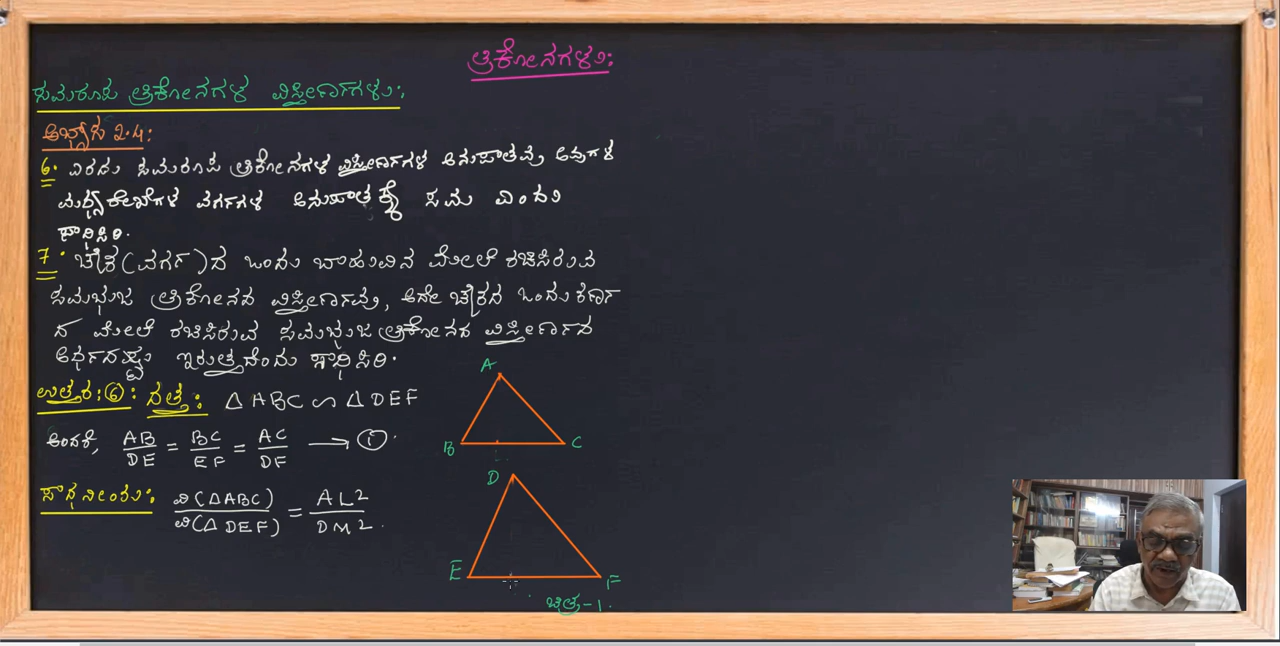 ತ್ರಿಕೋನಗಳು:
ಸಮರೂಪ ತ್ರಿಕೋನಗಳ ವಿಸ್ತೀರ್ಣಗಳು:
ಅಭ್ಯಾಸ 2.4:
6. ಎರಡು ಸಮರೂಪ ತ್ರಿಕೋನಗಳ ವಿಸ್ತೀರ್ಣಗಳ ಅನುಪಾತವು ಅವುಗಳ
ಮಧ್ಯರೇಖೆಗಳ ವರ್ಗಗಳ ಅನುಪಾತಕ್ಕೆ ಸಮ ಎಂದು
ಸಾಧಿಸಿರಿ.
7. ಚೌಕ(ವರ್ಗ)ದ ಒಂದು ಬಾಹುವಿನ ಮೇಲೆ ರಚಿಸಿರುವ
ಸಮಭುಜ ತ್ರಿಕೋನದ ವಿಸ್ತೀರ್ಣವು, ಅದೇ ಚೌಕದ ಒಂದು ಕರ್ಣ
ದ ಮೇಲೆ ರಚಿಸಿರುವ ಸಮಭುಜ ತ್ರಿಕೋನದ ವಿಸ್ತೀರ್ಣದ
ಅರ್ಧದಷ್ಟು ಇರುತ್ತದೆಂದು ಸಾಧಿಸಿರಿ.
ಉತ್ತರ:⑥: ದತ್ತ: △ ABC ∽ △ DEF
ಅಂದರೆ, AB/DE = BC/EF = AC/DF → ①.
ಸಾಧನೀಯ: ವಿ(△ABC)/ವಿ(△DEF) = AL2/DM2.
A
B C
D
E F
ಚಿತ್ರ-1.